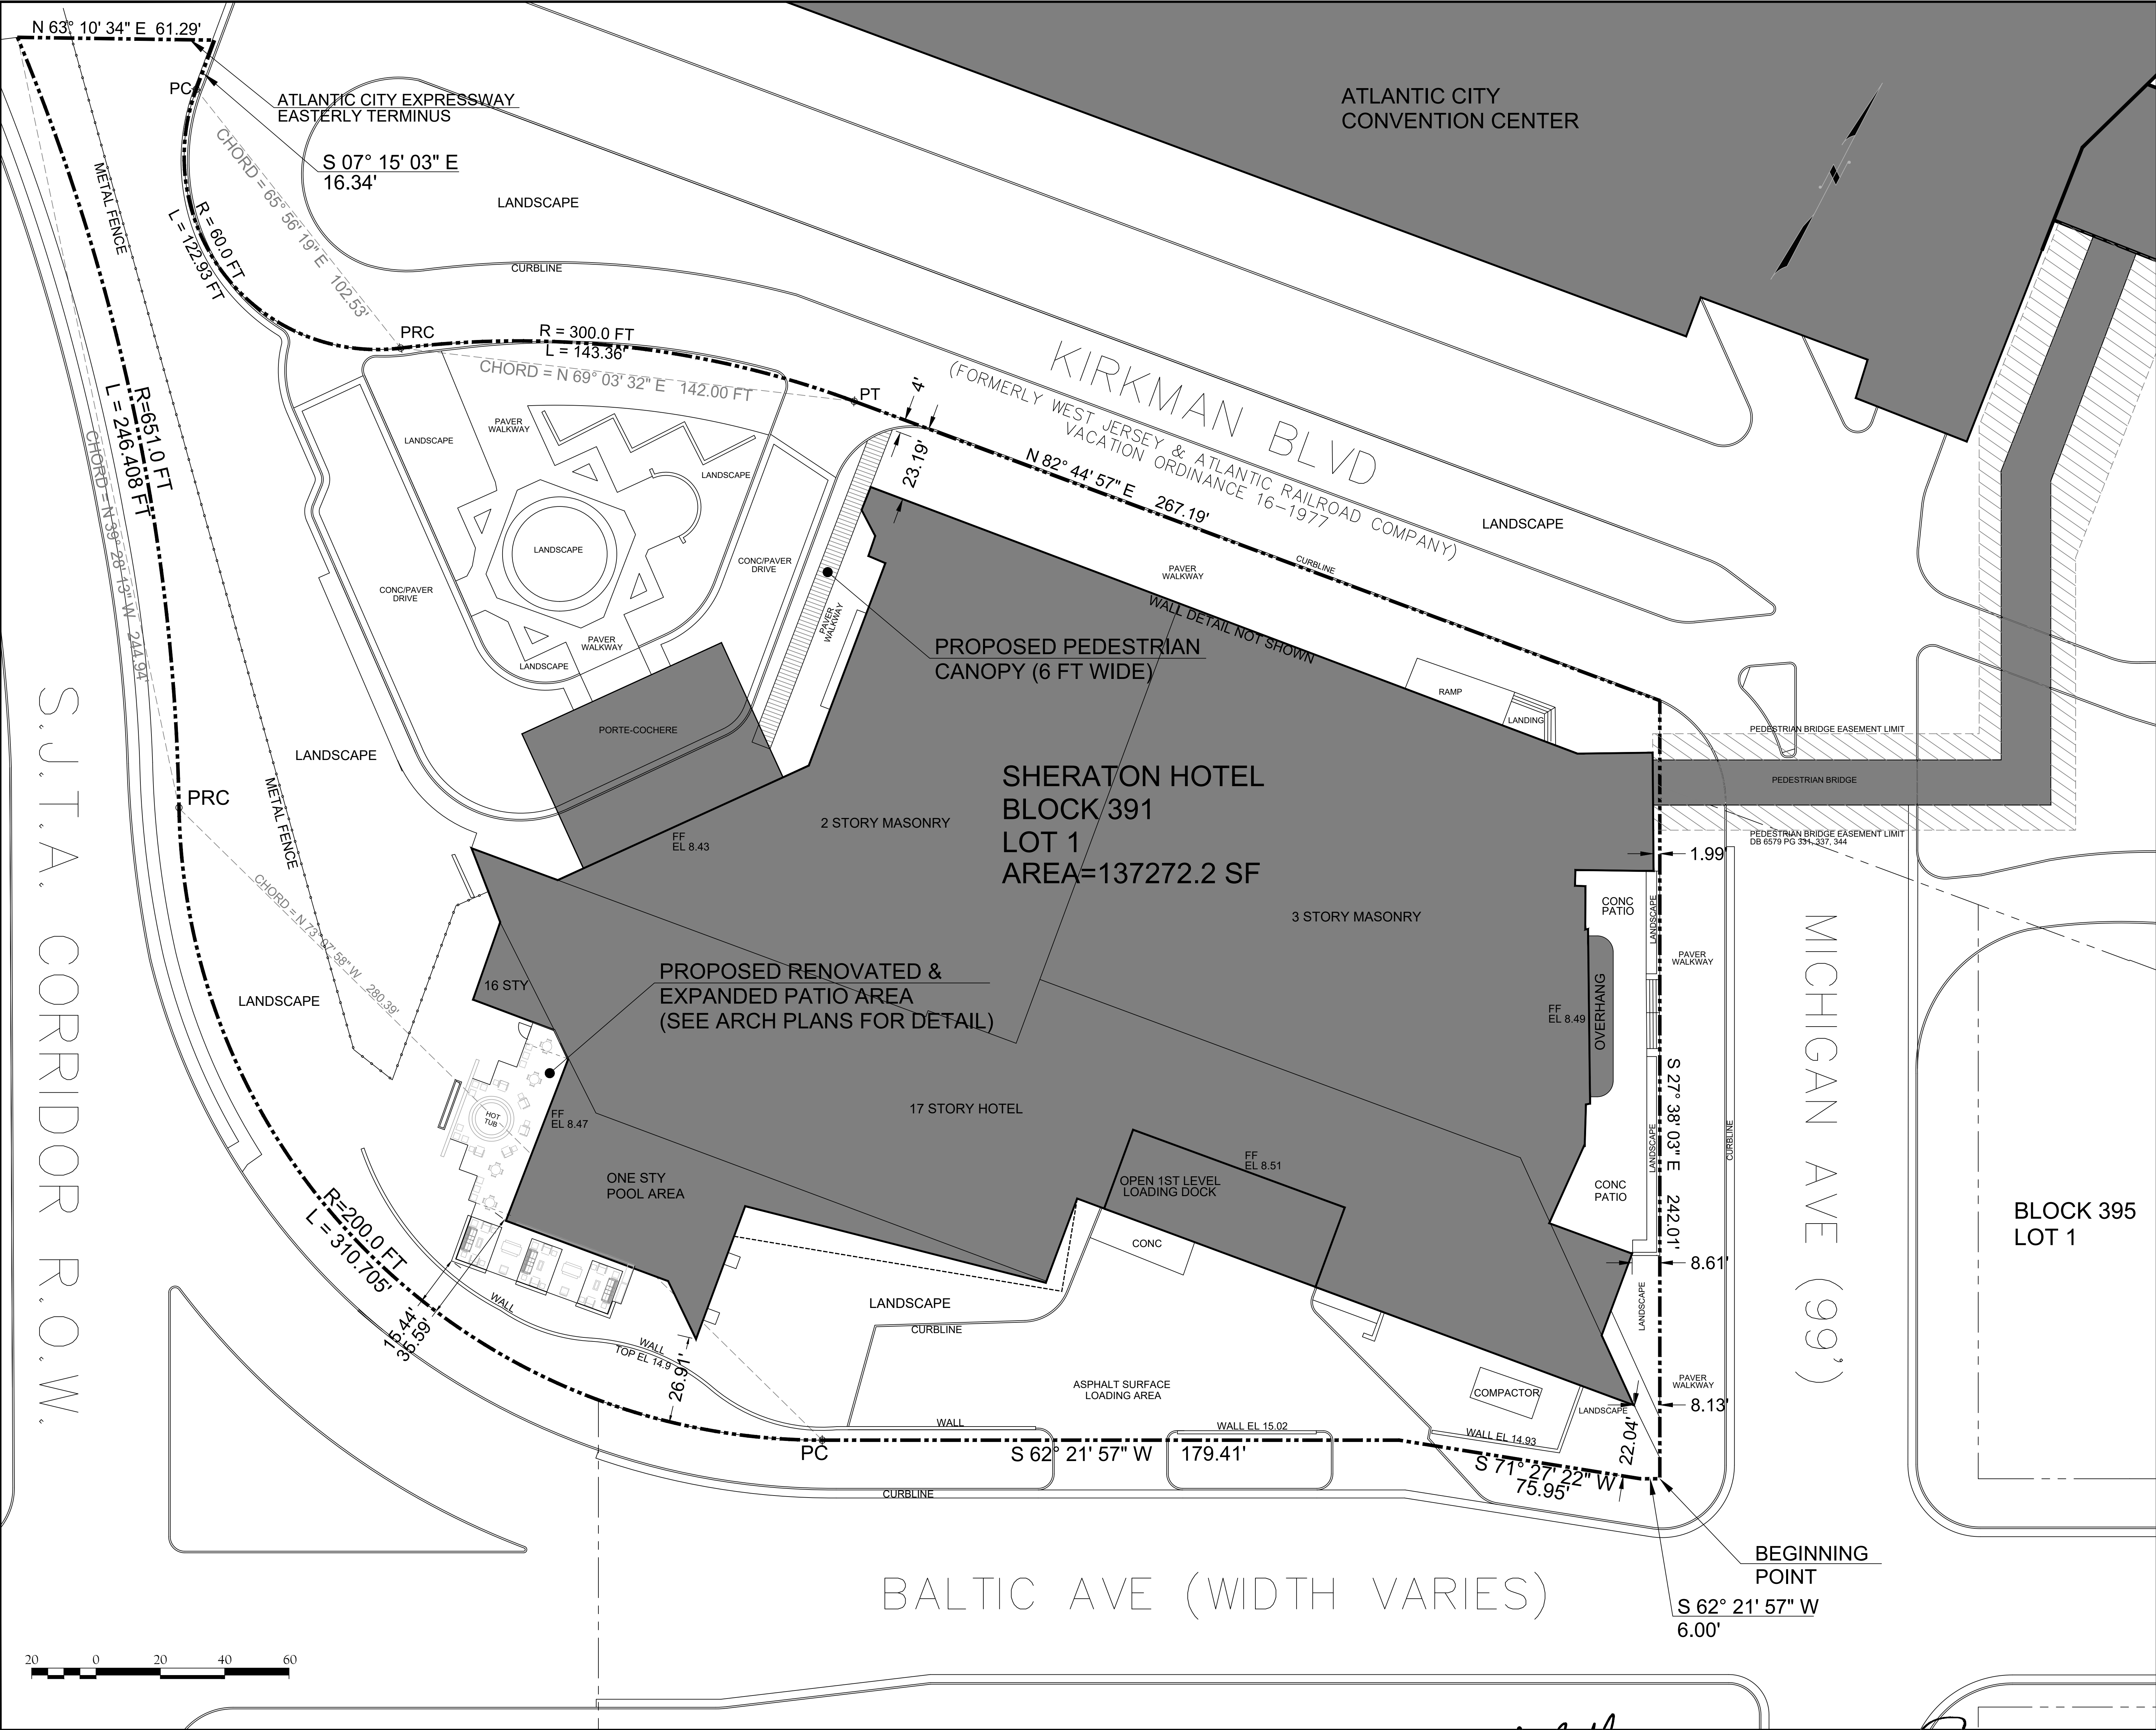 N 63° 10' 34" E 61.29'
PC
ATLANTIC CITY EXPRESSWAY
EASTERLY TERMINUS
S 07° 15' 03" E
16.34'
ATLANTIC CITY
CONVENTION CENTER
METAL FENCE
CHORD = 65° 56' 19" E 102.53'
R = 60.0 FT
L = 122.93 FT
LANDSCAPE
CURBLINE
PRC
R = 300.0 FT
L = 143.36'
CHORD = N 69° 03' 32" E 142.00 FT
PT
4'
23.19'
KIRKMAN BLVD
(FORMERLY WEST JERSEY & ATLANTIC RAILROAD COMPANY)
VACATION ORDINANCE 16-1977
N 82° 44' 57" E 267.19'
CURBLINE
LANDSCAPE
R=651.0 FT
L = 246.408 FT
CHORD = N 39° 28' 13" W 244.94'
LANDSCAPE
PAVER
WALKWAY
LANDSCAPE
LANDSCAPE
CONC/PAVER
DRIVE
CONC/PAVER
DRIVE
PAVER
WALKWAY
PAVER
WALKWAY
LANDSCAPE
PAVER
WALKWAY
WALL DETAIL NOT SHOWN
PROPOSED PEDESTRIAN
CANOPY (6 FT WIDE)
RAMP
LANDING
PORTE-COCHERE
LANDSCAPE
METAL FENCE
PRC
PEDESTRIAN BRIDGE EASEMENT LIMIT
PEDESTRIAN BRIDGE
PEDESTRIAN BRIDGE EASEMENT LIMIT
DB 6579 PG 331, 337, 344
SHERATON HOTEL
BLOCK 391
LOT 1
AREA=137272.2 SF
2 STORY MASONRY
FF
EL 8.43
1.99'
3 STORY MASONRY
CONC
PATIO
LANDSCAPE
PAVER
WALKWAY
S.J.T.A. CORRIDOR R.O.W.
CHORD = N 73° 07' 58" W 280.39'
LANDSCAPE
16 STY
PROPOSED RENOVATED &
EXPANDED PATIO AREA
(SEE ARCH PLANS FOR DETAIL)
FF
EL 8.49
OVERHANG
MICHIGAN AVE (99')
HOT
TUB
FF
EL 8.47
17 STORY HOTEL
S 27° 38' 03" E 242.01'
CURBLINE
LANDSCAPE
ONE STY
POOL AREA
OPEN 1ST LEVEL
LOADING DOCK
FF
EL 8.51
CONC
PATIO
BLOCK 395
LOT 1
R=200.0 FT
L = 310.705'
CONC
8.61'
LANDSCAPE
WALL
LANDSCAPE
CURBLINE
15.44'
35.59'
WALL
TOP EL 14.9
26.91'
ASPHALT SURFACE
LOADING AREA
COMPACTOR
PAVER
WALKWAY
LANDSCAPE
8.13'
WALL
WALL EL 15.02
WALL EL 14.93
22.04'
PC
S 62° 21' 57" W 179.41'
S 71° 27' 22" W
75.95'
CURBLINE
BEGINNING
POINT
BALTIC AVE (WIDTH VARIES)
S 62° 21' 57" W
6.00'
20 0 20 40 60